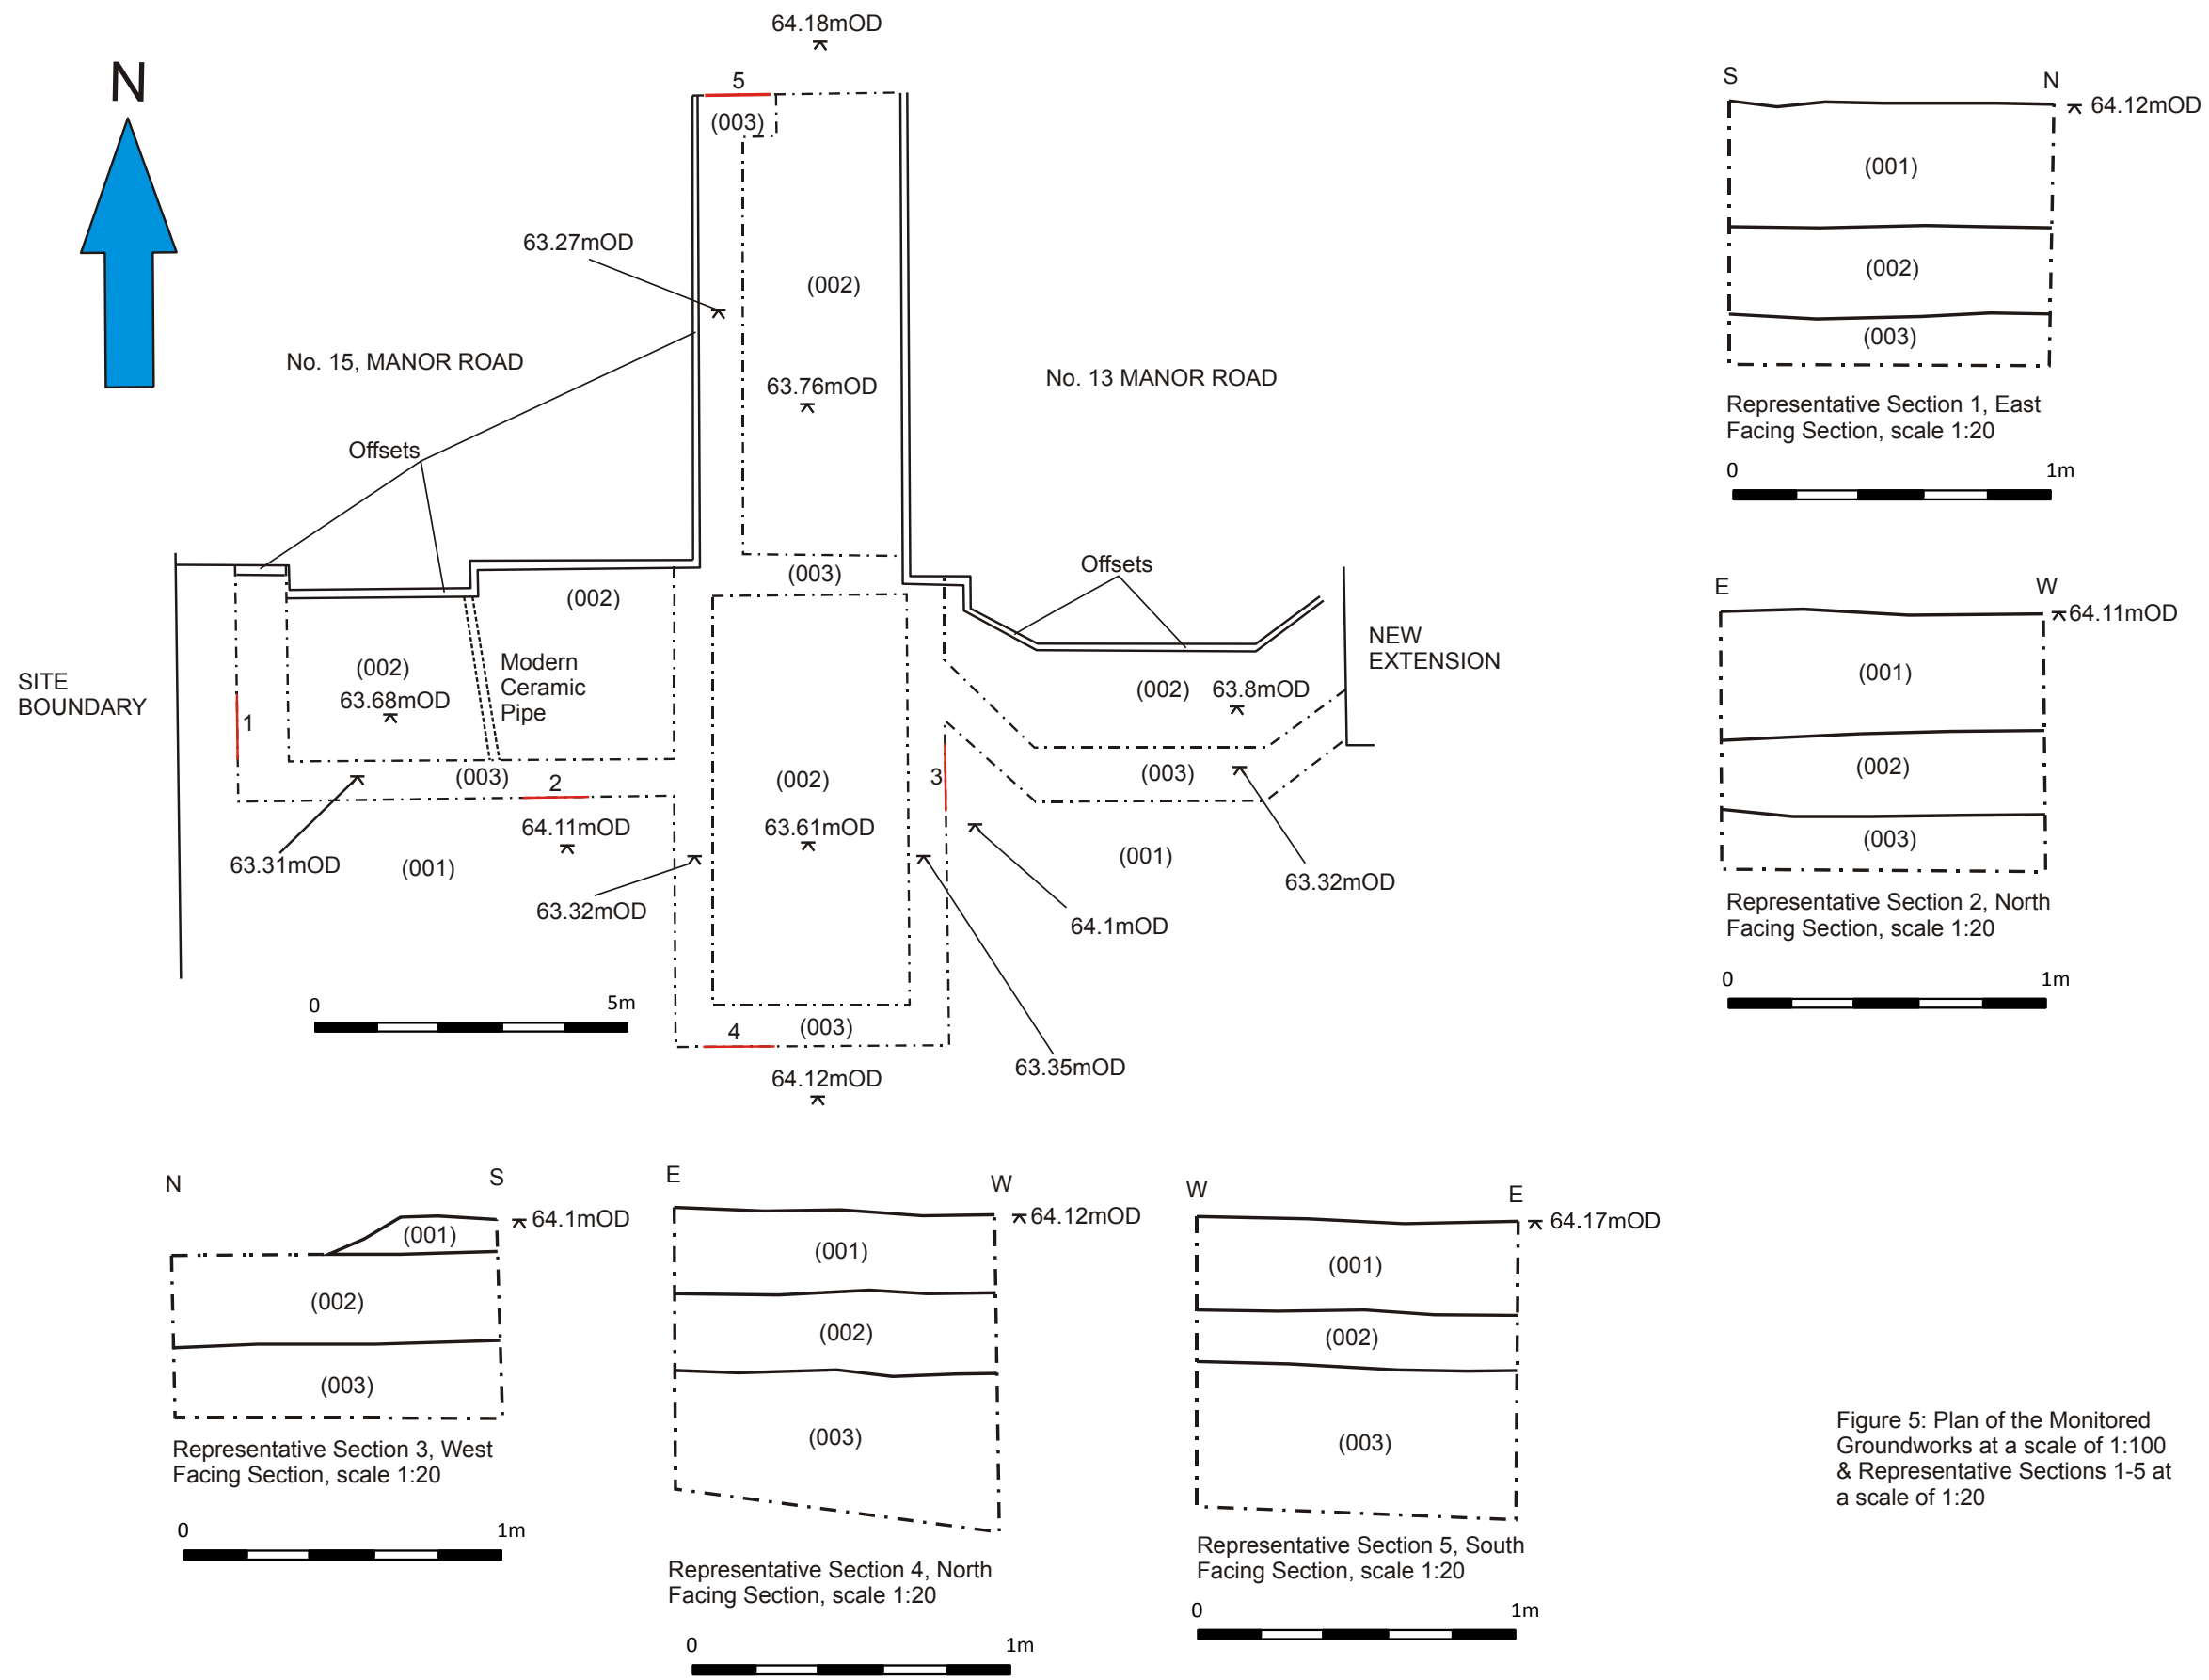 64.18mOD
N
5
(003)
63.27mOD
(002)
No. 15, MANOR ROAD
63.76mOD
No. 13 MANOR ROAD
Offsets
(003)
Offsets
(002)
NEW
EXTENSION
SITE
BOUNDARY
(002)
63.68mOD
Modern
Ceramic
Pipe
(002)
63.8mOD
1
(003)
2
(002)
3
(003)
64.11mOD
63.61mOD
63.31mOD
(001)
(001)
63.32mOD
63.32mOD
64.1mOD
0
5m
4
(003)
63.35mOD
64.12mOD
S
N
64.12mOD
(001)
(002)
(003)
Representative Section 1, East
Facing Section, scale 1:20
0
1m
E
W
64.11mOD
(001)
(002)
(003)
Representative Section 2, North
Facing Section, scale 1:20
0
1m
N
S
64.1mOD
(001)
(002)
(003)
Representative Section 3, West
Facing Section, scale 1:20
0
1m
E
W
64.12mOD
(001)
(002)
(003)
Representative Section 4, North
Facing Section, scale 1:20
0
1m
W
E
64.17mOD
(001)
(002)
(003)
Representative Section 5, South
Facing Section, scale 1:20
0
1m
Figure 5: Plan of the Monitored
Groundworks at a scale of 1:100
& Representative Sections 1-5 at
a scale of 1:20